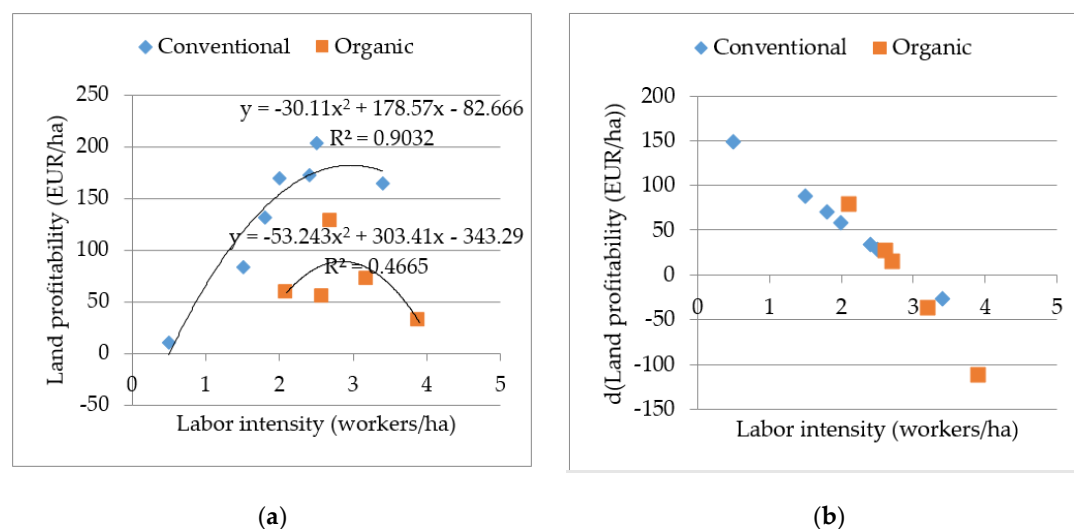 Conventional Organic
250
200
150
100
50
0
-50
y = -30.11x² + 178.57x - 82.666
R² = 0.9032
y = -53.243x² + 303.41x - 343.29
R² = 0.4665
0 1 2 3 4 5
Land profitability (EUR/ha)
Labor intensity (workers/ha)
(a)
Conventional Organic
200
150
100
50
0
-50
-100
-150
0 1 2 3 4 5
d(Land profitability (EUR/ha))
Labor intensity (workers/ha)
(b)